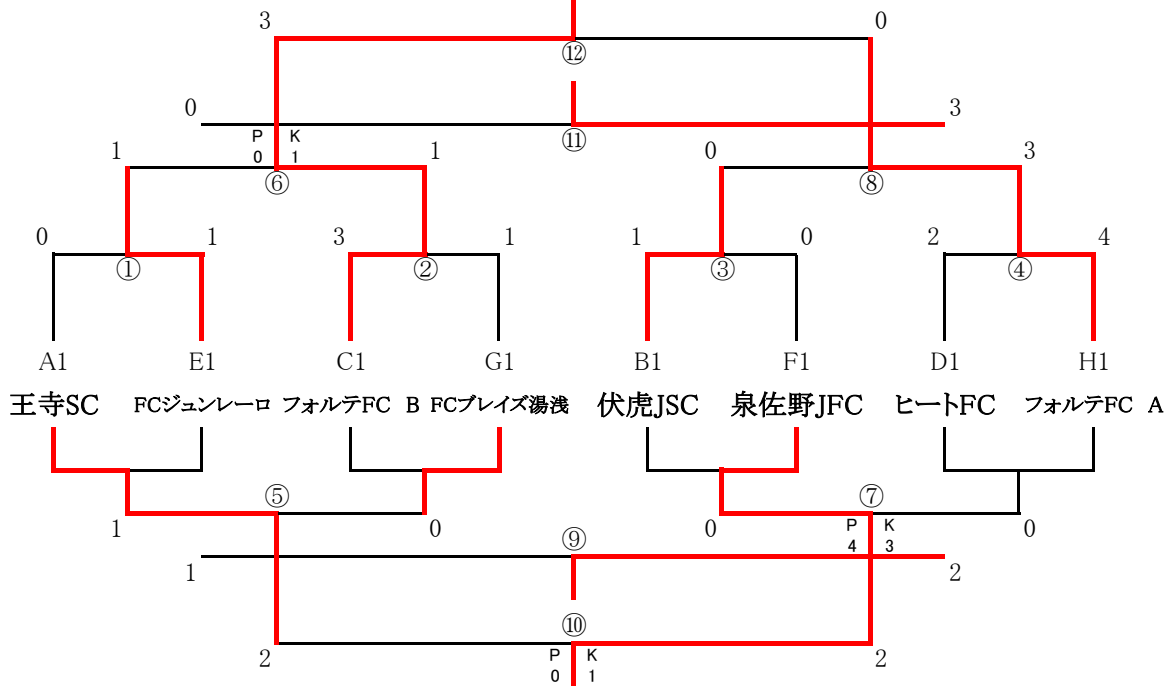 3 0
⑫
0 3
⑪
P K
0 1
1 1 0 3
⑥ ⑧
0 1 3 1 1 0 2 4
① ② ③ ④
A1 E1 C1 G1 B1 F1 D1 H1
王寺SC FCジュンレーロ フォルテFC B FCブレイズ湯浅 伏虎JSC 泉佐野JFC ヒートFC フォルテFC A
⑤ ⑦
1 0 0 0
P K
4 3
⑨
1 2
⑩
2 2
P K
0 1